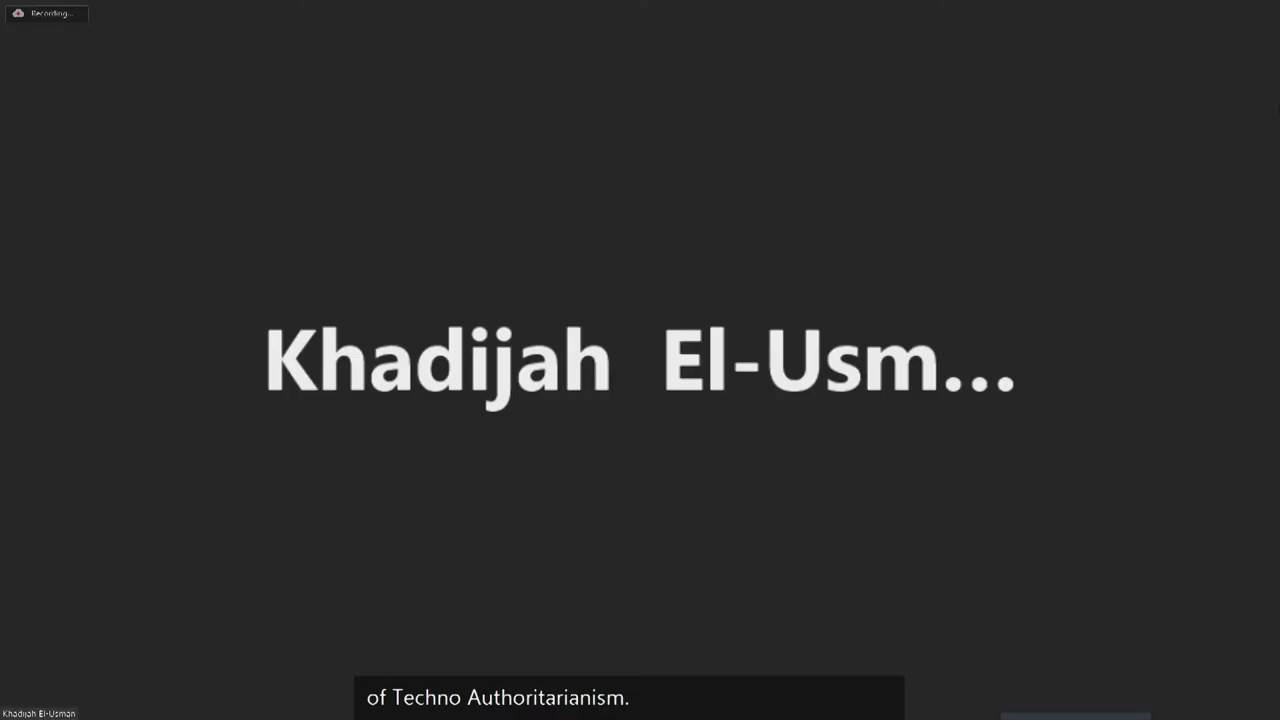 Recording...
Khadijah El-Usm...
of Techno Authoritarianism.
Khadijah El-Usman